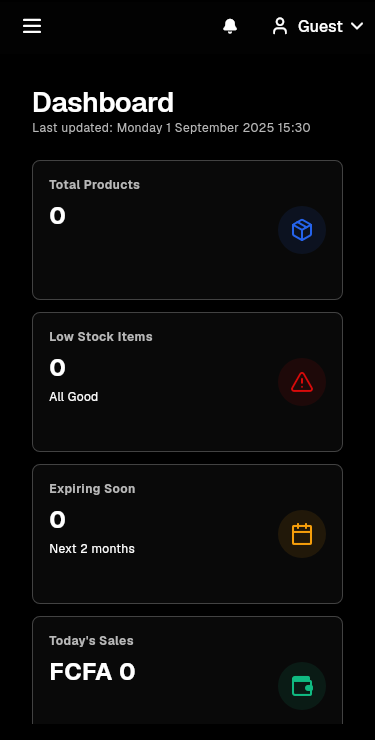 Guest
Dashboard
Last updated: Monday 1 September 2025 15:30
Total Products
0
Low Stock Items
0
All Good
Expiring Soon
0
Next 2 months
Today's Sales
FCFA 0